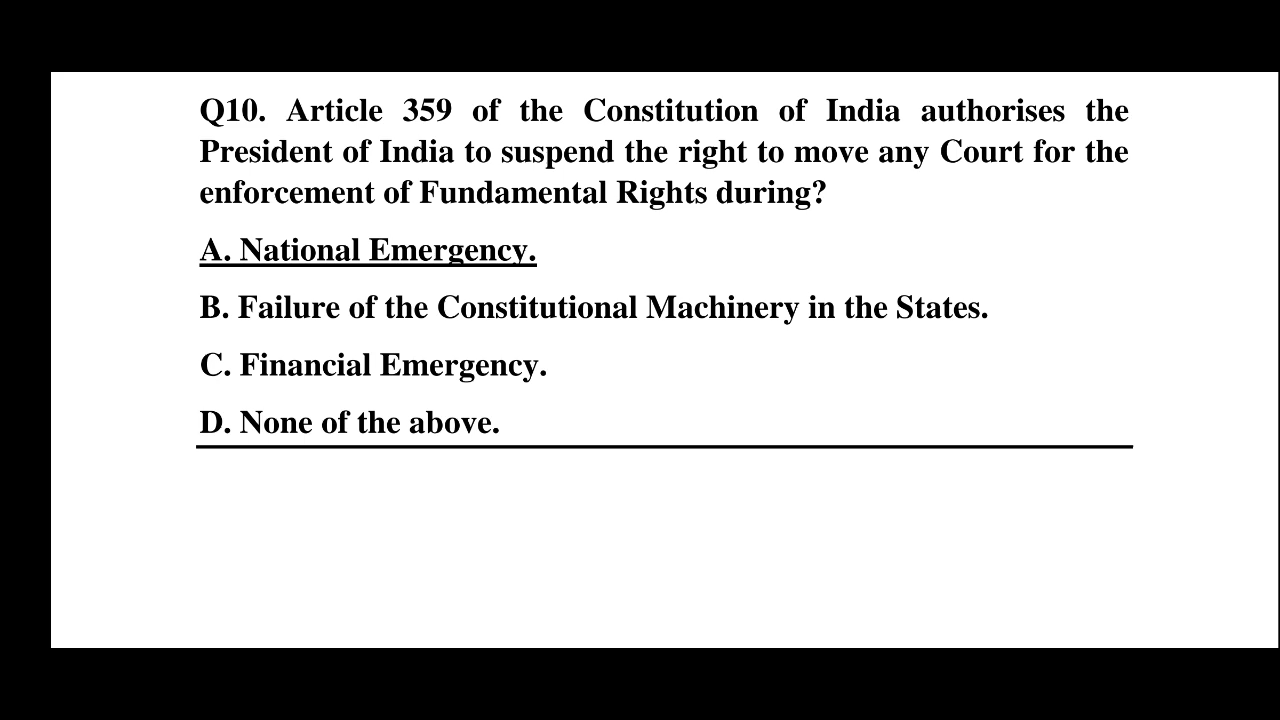 Q10. Article 359 of the Constitution of India authorises the
President of India to suspend the right to move any Court for the
enforcement of Fundamental Rights during?
A. National Emergency.
B. Failure of the Constitutional Machinery in the States.
C. Financial Emergency.
D. None of the above.